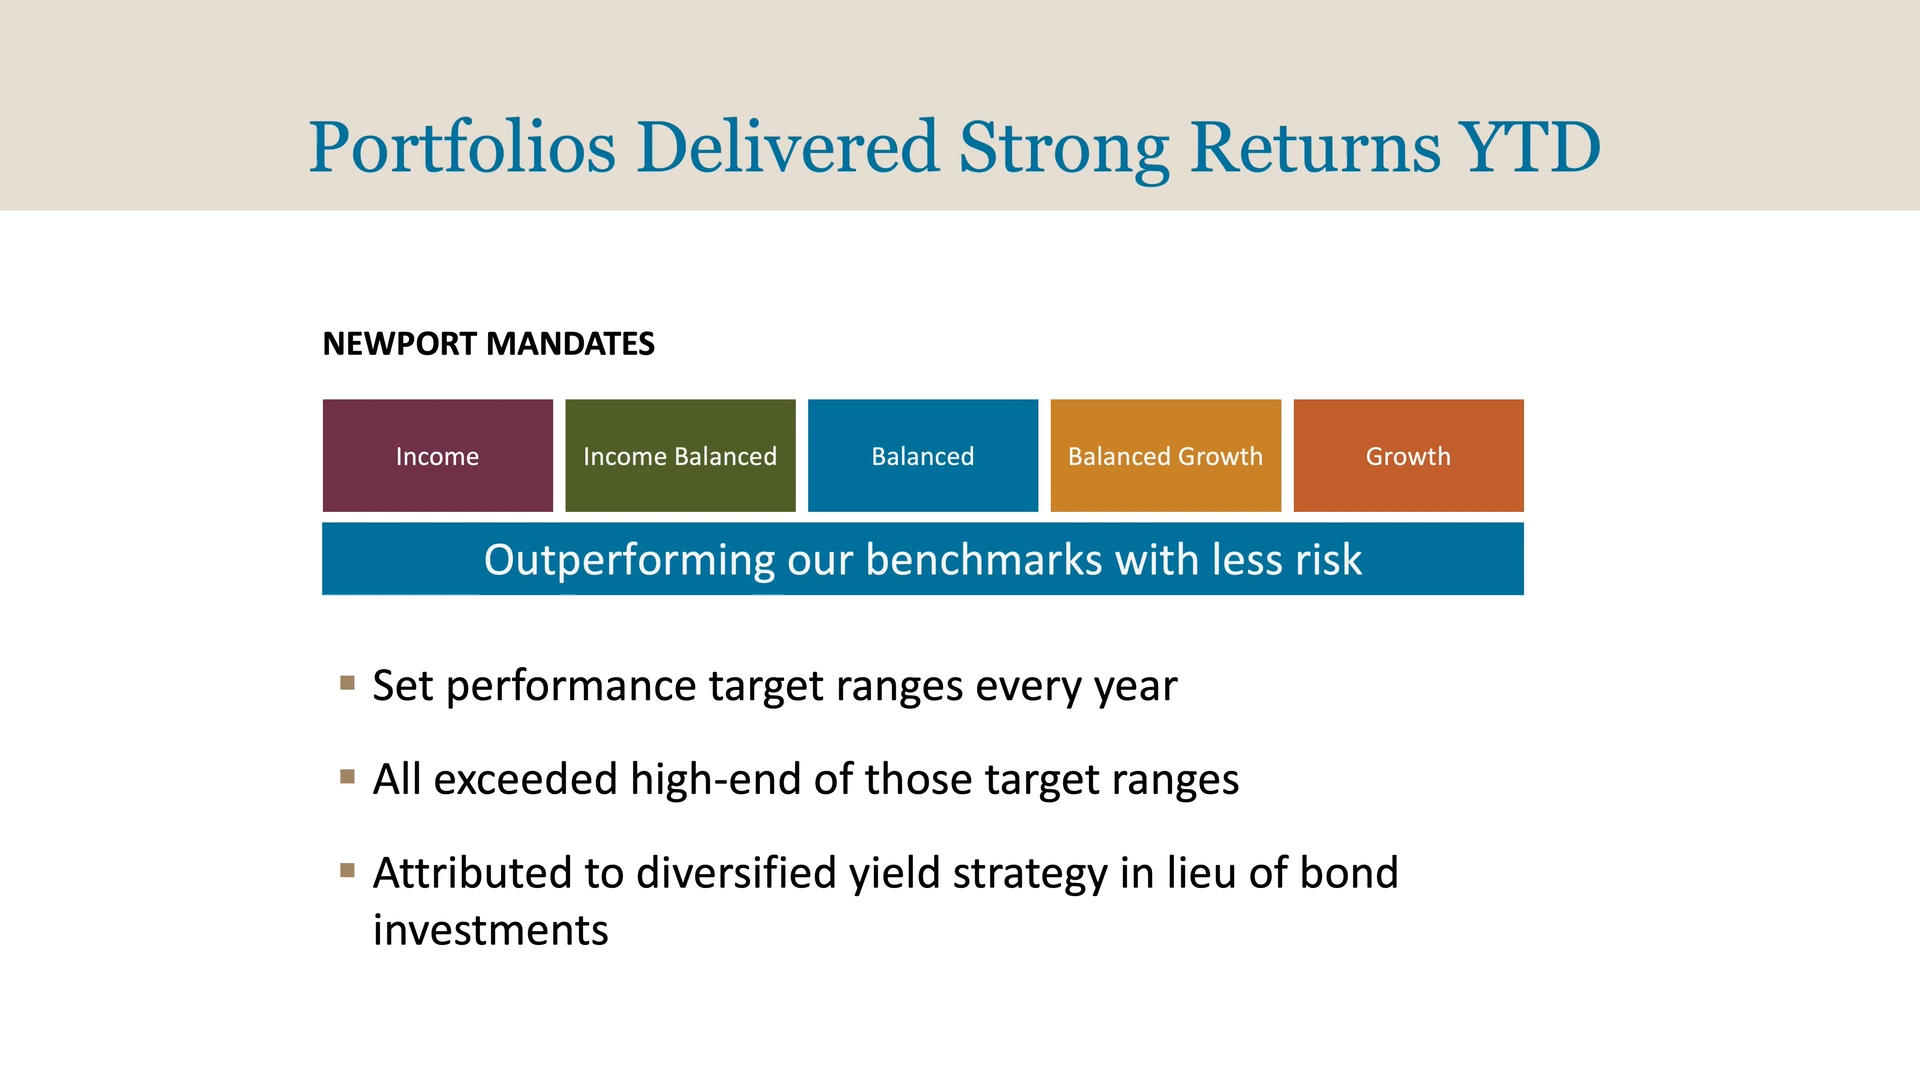 Portfolios Delivered Strong Returns YTD
NEWPORT MANDATES
Income
Income Balanced
Balanced
Balanced Growth
Growth
Outperforming our benchmarks with less risk
Set performance target ranges every year
All exceeded high-end of those target ranges
Attributed to diversified yield strategy in lieu of bond
investments